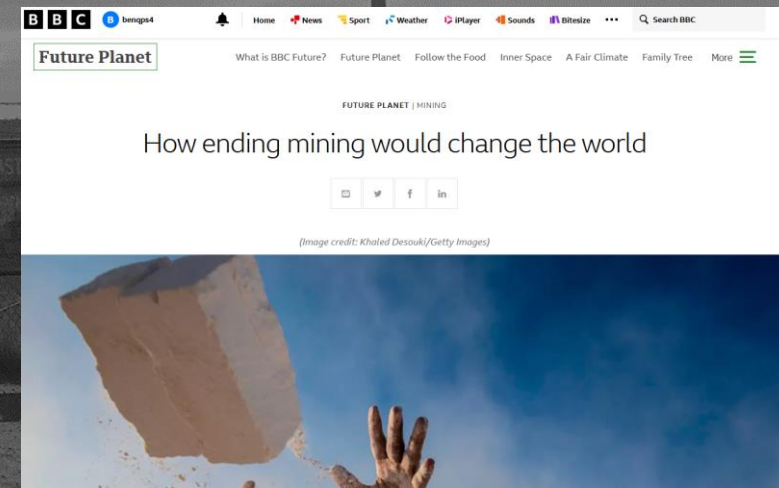 BBC B benqps4 Home News Sport Weather iPlayer Sounds Bitesize ••• Search BBC
Future Planet What is BBC Future? Future Planet Follow the Food Inner Space A Fair Climate Family Tree More
FUTURE PLANET | MINING
How ending mining would change the world
f in
(Image credit: Khaled Desouki/Getty Images)